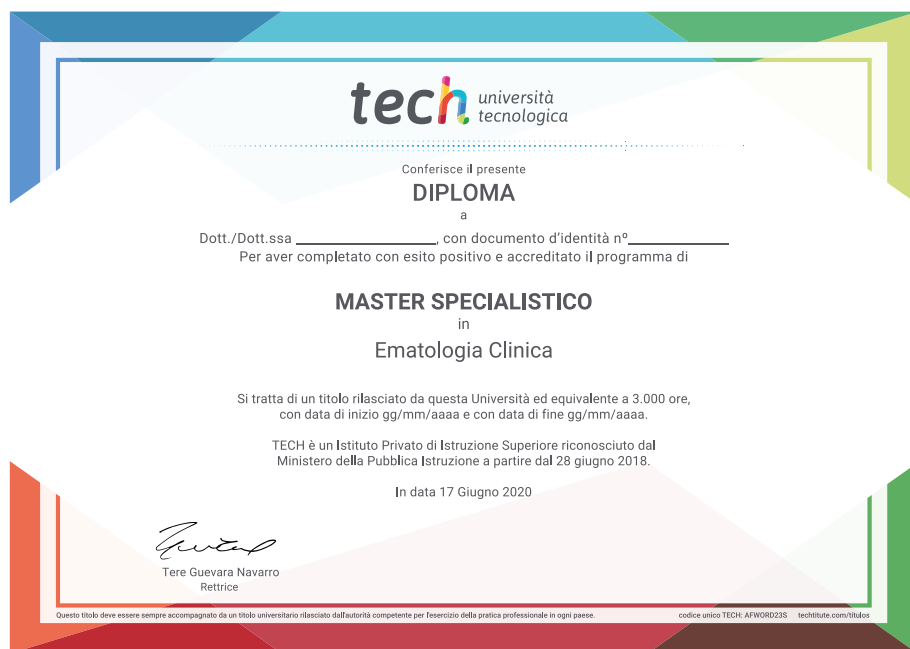 tech università
tecnologica
Conferisce il presente
DIPLOMA
a
Dott./Dott.ssa _________________, con documento d'identità nº____________
Per aver completato con esito positivo e accreditato il programma di
MASTER SPECIALISTICO
in
Ematologia Clinica
Si tratta di un titolo rilasciato da questa Università ed equivalente a 3.000 ore,
con data di inizio gg/mm/aaaa e con data di fine gg/mm/aaaa.
TECH è un Istituto Privato di Istruzione Superiore riconosciuto dal
Ministero della Pubblica Istruzione a partire dal 28 giugno 2018.
In data 17 Giugno 2020
Tere Guevara Navarro
Rettrice
Questo titolo deve essere sempre accompagnato da un titolo universitario rilasciato dall'autorità competente per l'esercizio della pratica professionale in ogni paese. codice unico TECH: AFWORD23S techtitute.com/titulos